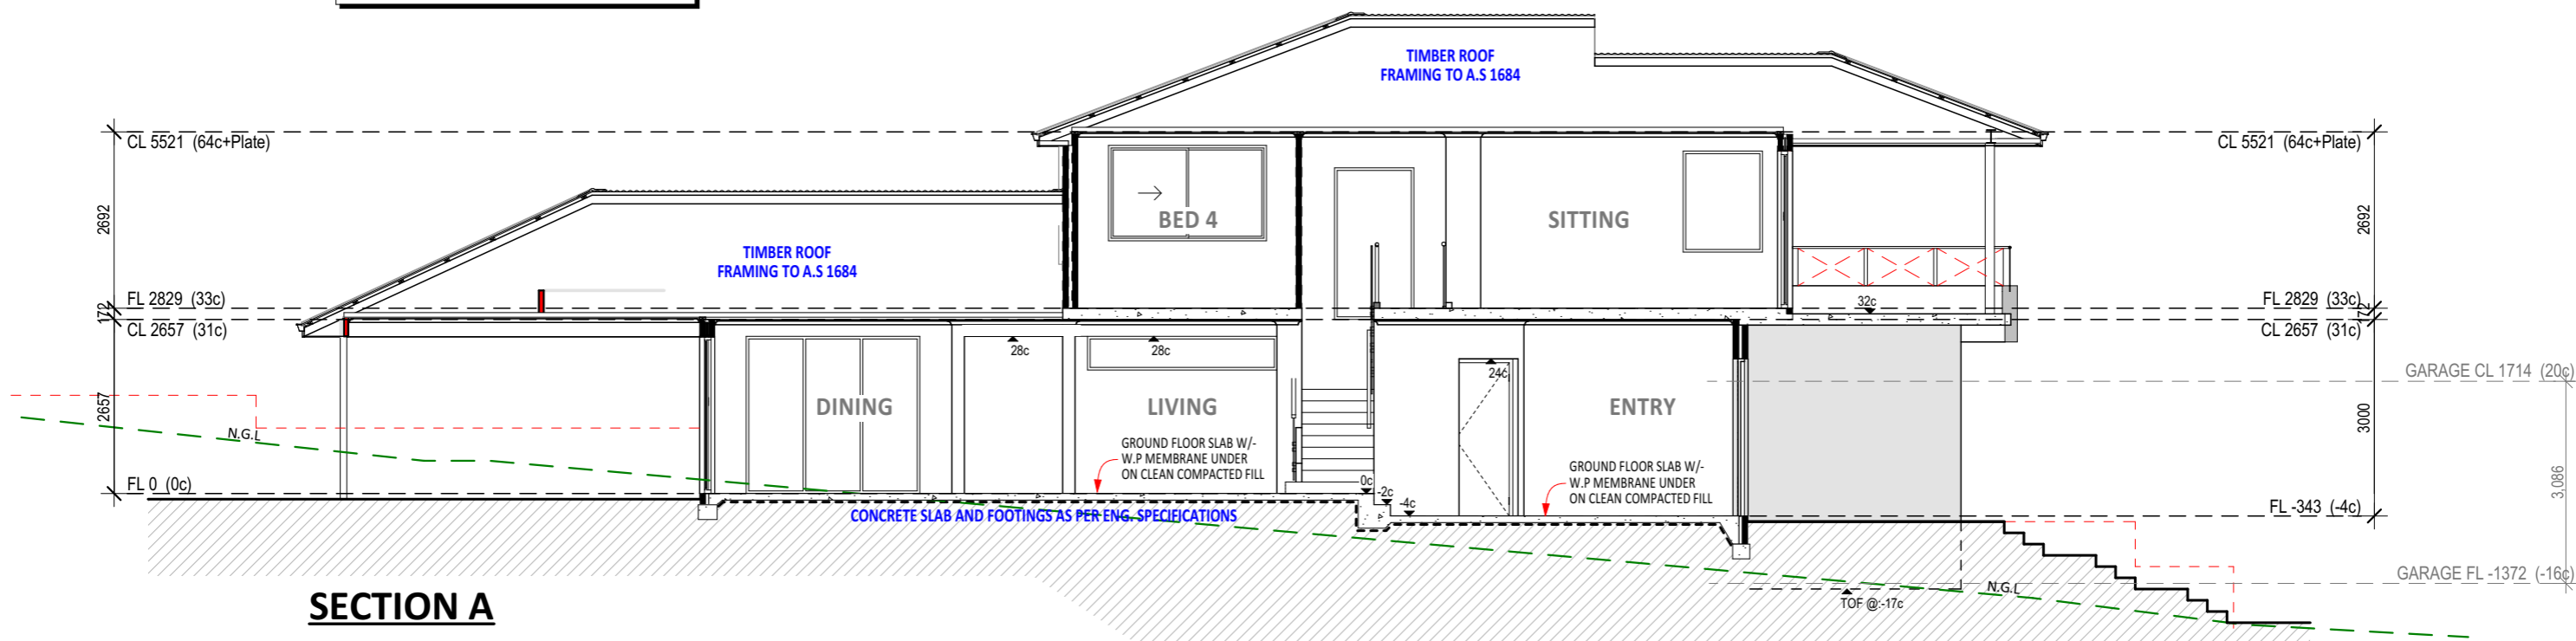 TIMBER ROOF
FRAMING TO A.S 1684
CL 5521 (64c+Plate)
CL 5521 (64c+Plate)
2692
2692
BED 4
SITTING
TIMBER ROOF
FRAMING TO A.S 1684
FL 2829 (33c)
172
CL 2657 (31c)
32c
FL 2829 (33c)
172
CL 2657 (31c)
28c
28c
24c
GARAGE CL 1714 (20c)
2657
DINING
LIVING
ENTRY
3000
N.G.L
GROUND FLOOR SLAB W/-
W.P MEMBRANE UNDER
ON CLEAN COMPACTED FILL
GROUND FLOOR SLAB W/-
W.P MEMBRANE UNDER
ON CLEAN COMPACTED FILL
3,086
FL 0 (0c)
0c
-2c
-4c
FL -343 (-4c)
CONCRETE SLAB AND FOOTINGS AS PER ENG. SPECIFICATIONS
GARAGE FL -1372 (-16c)
N.G.L
TOF @:-17c
SECTION A